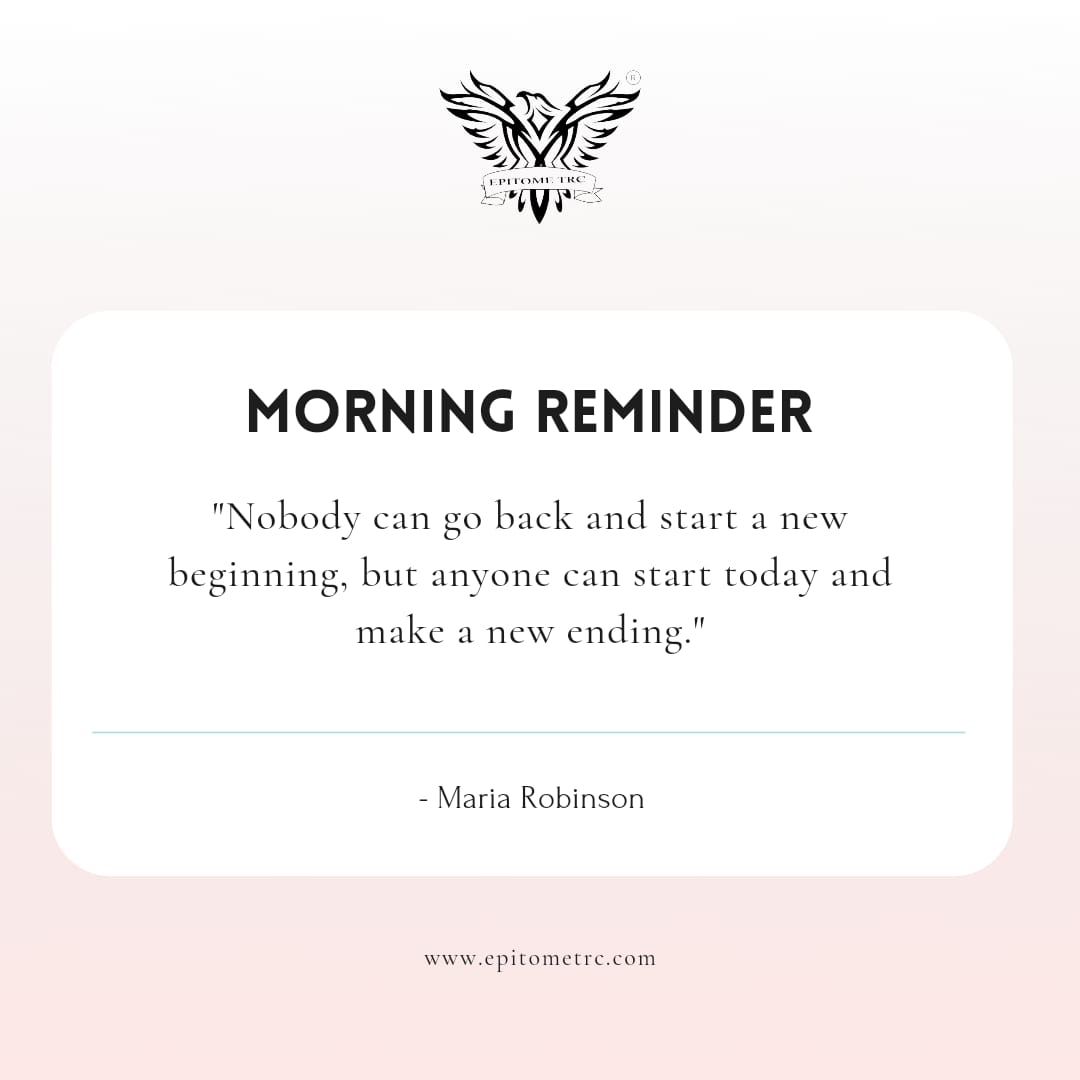 ®
EPITOME TRC
MORNING REMINDER
"Nobody can go back and start a new
beginning, but anyone can start today and
make a new ending."
- Maria Robinson
www.epitometrc.com